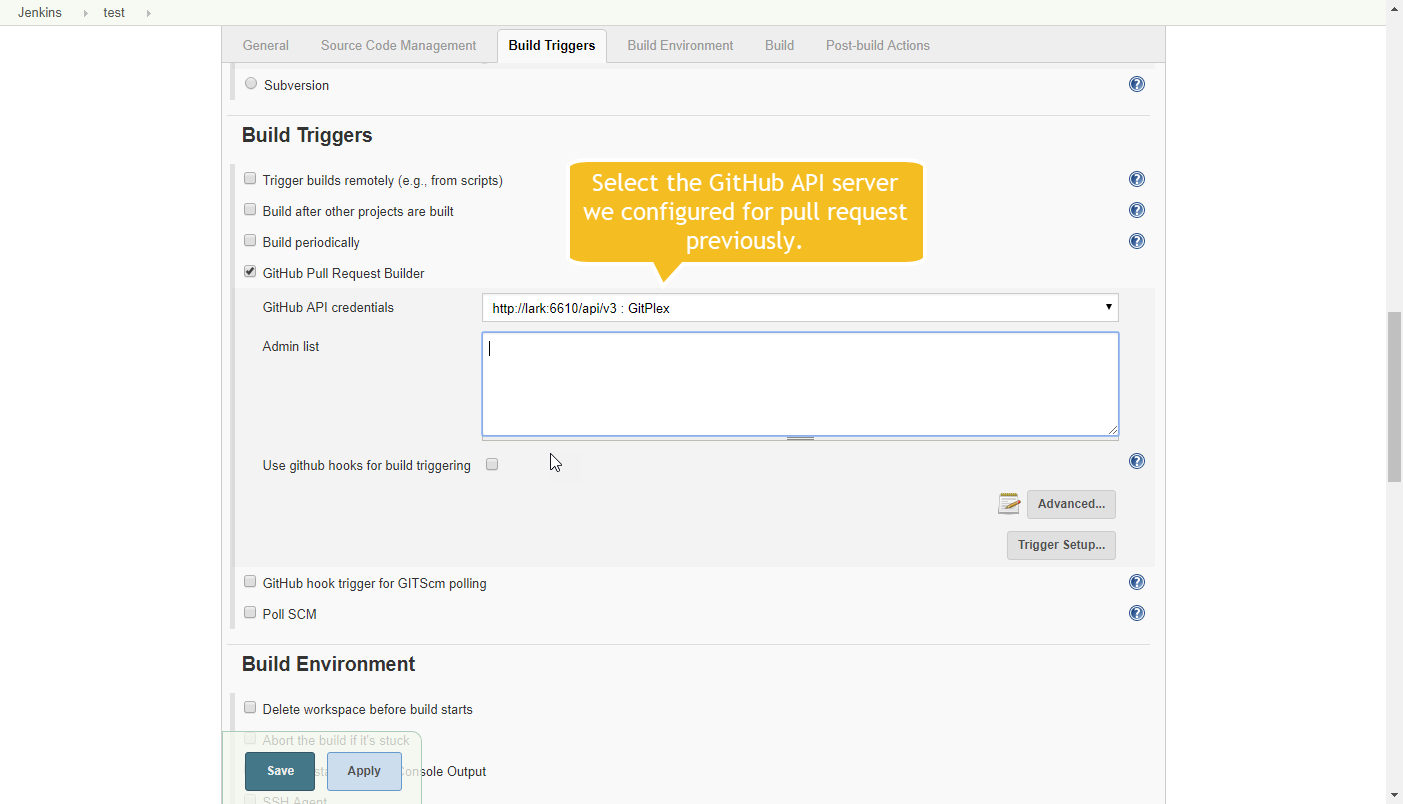 Jenkins test
General Source Code Management Build Triggers Build Environment Build Post-build Actions
Subversion
Build Triggers
Trigger builds remotely (e.g., from scripts)
Build after other projects are built
Build periodically
GitHub Pull Request Builder
Select the GitHub API server
we configured for pull request
previously.
GitHub API credentials
http://lark:6610/api/v3 : GitPlex
Admin list
Use github hooks for build triggering
Advanced...
Trigger Setup...
GitHub hook trigger for GITScm polling
Poll SCM
Build Environment
Delete workspace before build starts
Abort the build if it's stuck
Save Apply
Console Output
SSH Agent